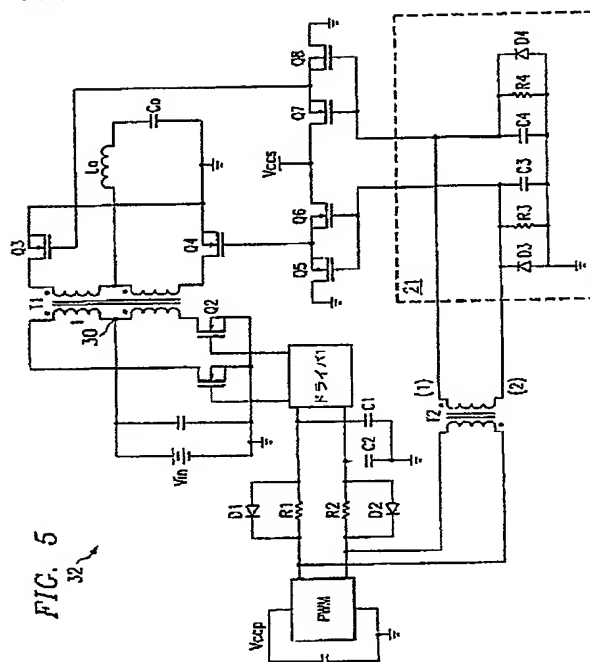 FIG. 5
32
Vccp
PWM
D1
R1
R2
D2
C1
C2
ドライバ1
Vin
30
1
T1
Q2
Q3
Q4
Lo
Co
Vccs
Q5
Q6
Q7
Q8
T2
(1)
(2)
21
D3
R3
C3
C4
R4
D4